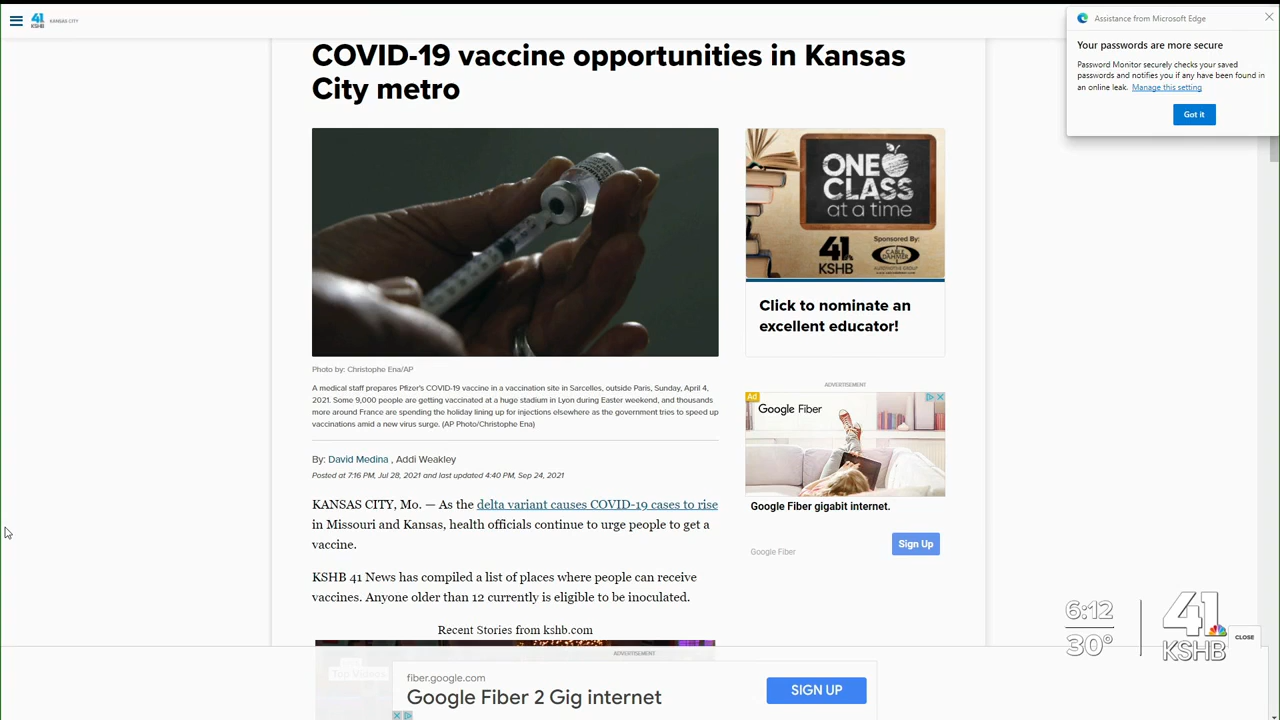 41
KSHB
KANSAS CITY
Assistance from Microsoft Edge
Your passwords are more secure
Password Monitor securely checks your saved
passwords and notifies you if any have been found in
an online leak. Manage this setting
Got it
COVID-19 vaccine opportunities in Kansas
City metro
ONE
CLASS
at a time
41
KSHB
Sponsored By:
CABLE
DAHMER
AUTOMOTIVE GROUP
Click to nominate an
excellent educator!
Photo by: Christophe Ena/AP
A medical staff prepares Pfizer's COVID-19 vaccine in a vaccination site in Sarcelles, outside Paris, Sunday, April 4,
2021. Some 9,000 people are getting vaccinated at a huge stadium in Lyon during Easter weekend, and thousands
more around France are spending the holiday lining up for injections elsewhere as the government tries to speed up
vaccinations amid a new virus surge. (AP Photo/Christophe Ena)
By: David Medina , Addi Weakley
Posted at 7:16 PM, Jul 28, 2021 and last updated 4:40 PM, Sep 24, 2021
KANSAS CITY, Mo. — As the delta variant causes COVID-19 cases to rise
in Missouri and Kansas, health officials continue to urge people to get a
vaccine.
KSHB 41 News has compiled a list of places where people can receive
vaccines. Anyone older than 12 currently is eligible to be inoculated.
Recent Stories from kshb.com
Top Videos
ADVERTISEMENT
Ad
Google Fiber
Google Fiber gigabit internet.
Google Fiber
Sign Up
6:12
30°
41
KSHB
CLOSE
ADVERTISEMENT
fiber.google.com
Google Fiber 2 Gig internet
SIGN UP